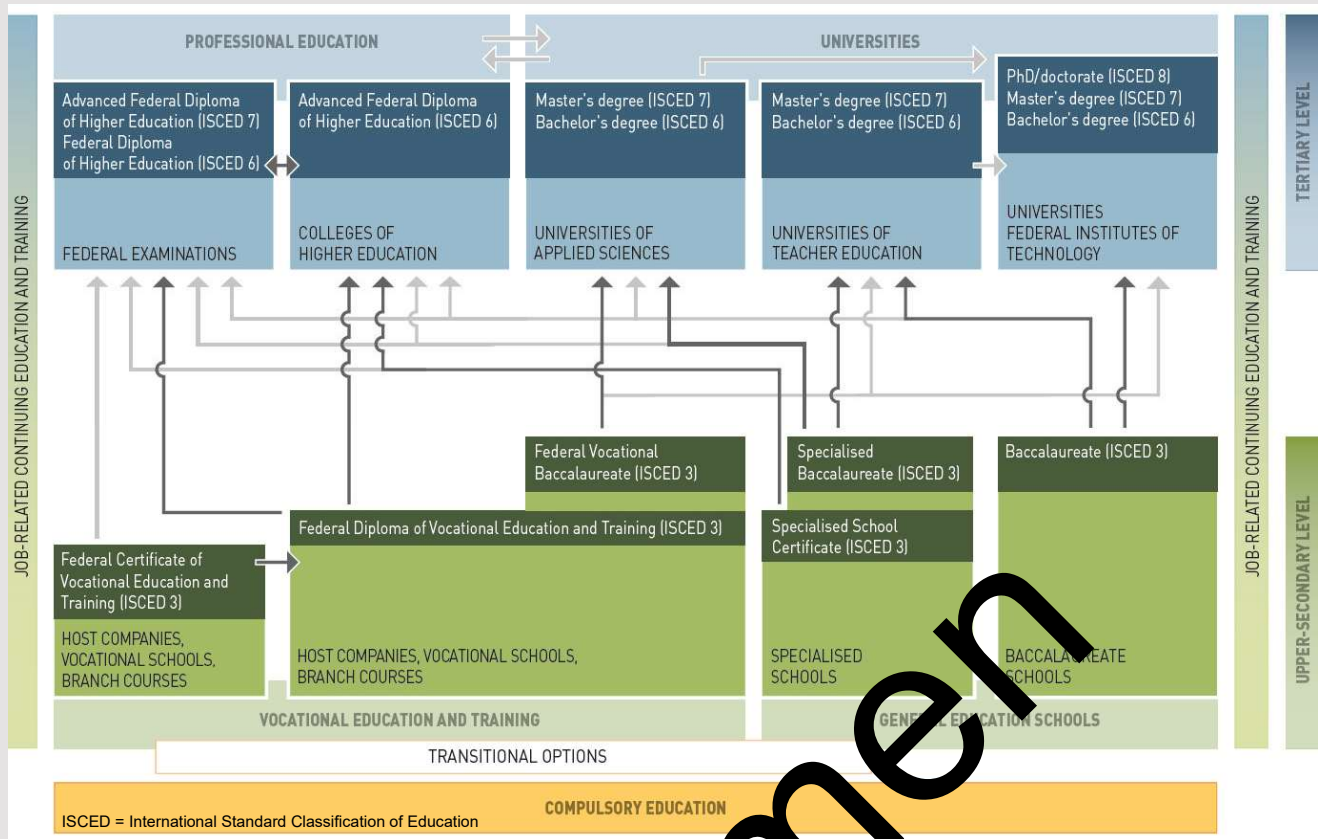 PROFESSIONAL EDUCATION
UNIVERSITIES
Advanced Federal Diploma
of Higher Education (ISCED 7)
Federal Diploma
of Higher Education (ISCED 6)
FEDERAL EXAMINATIONS
Advanced Federal Diploma
of Higher Education (ISCED 6)
COLLEGES OF
HIGHER EDUCATION
Master's degree (ISCED 7)
Bachelor's degree (ISCED 6)
UNIVERSITIES OF
APPLIED SCIENCES
Master's degree (ISCED 7)
Bachelor's degree (ISCED 6)
UNIVERSITIES OF
TEACHER EDUCATION
PhD/doctorate (ISCED 8)
Master's degree (ISCED 7)
Bachelor's degree (ISCED 6)
UNIVERSITIES
FEDERAL INSTITUTES OF
TECHNOLOGY
JOB-RELATED CONTINUING EDUCATION AND TRAINING
JOB-RELATED CONTINUING EDUCATION AND TRAINING
TERTIARY LEVEL
UPPER-SECONDARY LEVEL
Federal Vocational
Baccalaureate (ISCED 3)
Specialised
Baccalaureate (ISCED 3)
Baccalaureate (ISCED 3)
Federal Diploma of Vocational Education and Training (ISCED 3)
Specialised School
Certificate (ISCED 3)
Federal Certificate of
Vocational Education and
Training (ISCED 3)
HOST COMPANIES,
VOCATIONAL SCHOOLS,
BRANCH COURSES
HOST COMPANIES, VOCATIONAL SCHOOLS,
BRANCH COURSES
SPECIALISED
SCHOOLS
BACCALAUREATE
SCHOOLS
VOCATIONAL EDUCATION AND TRAINING
GENERAL EDUCATION SCHOOLS
TRANSITIONAL OPTIONS
COMPULSORY EDUCATION
ISCED = International Standard Classification of Education
men